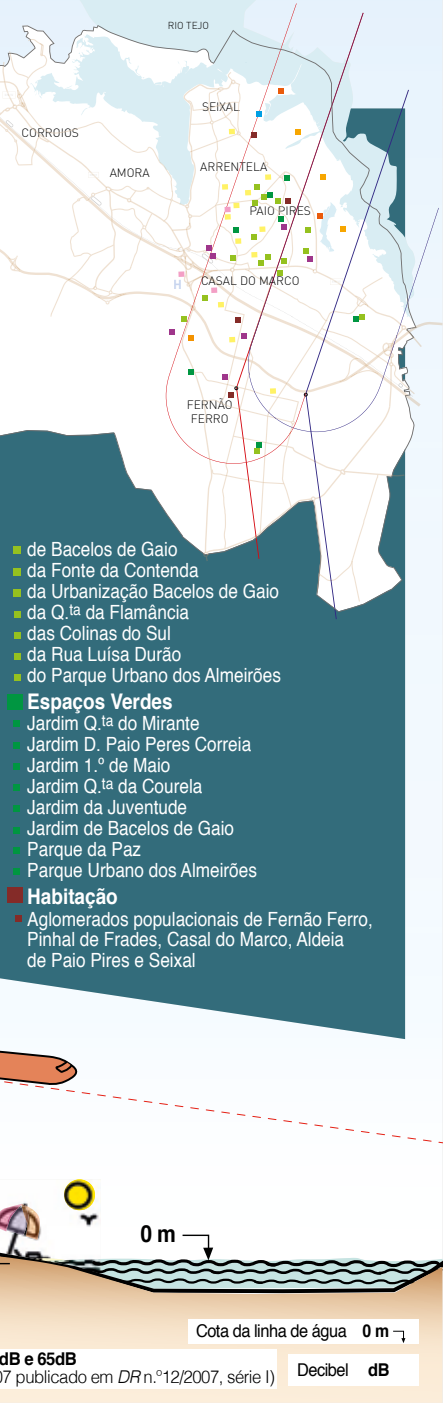 RIO TEJO
SEIXAL
CORROIOS
AMORA
ARRENTELA
PAIO PIRES
CASAL DO MARCO
H
FERNÃO
FERRO
de Bacelos de Gaio
da Fonte da Contenda
da Urbanização Bacelos de Gaio
da Q.ta da Flamância
das Colinas do Sul
da Rua Luísa Durão
do Parque Urbano dos Almeirões
Espaços Verdes
Jardim Q.ta do Mirante
Jardim D. Paio Peres Correia
Jardim 1.º de Maio
Jardim Q.ta da Courela
Jardim da Juventude
Jardim de Bacelos de Gaio
Parque da Paz
Parque Urbano dos Almeirões
Habitação
Aglomerados populacionais de Fernão Ferro,
Pinhal de Frades, Casal do Marco, Aldeia
de Paio Pires e Seixal
0 m
Cota da linha de água 0 m
dB e 65dB
07 publicado em DR n.º12/2007, série I)
Decibel dB